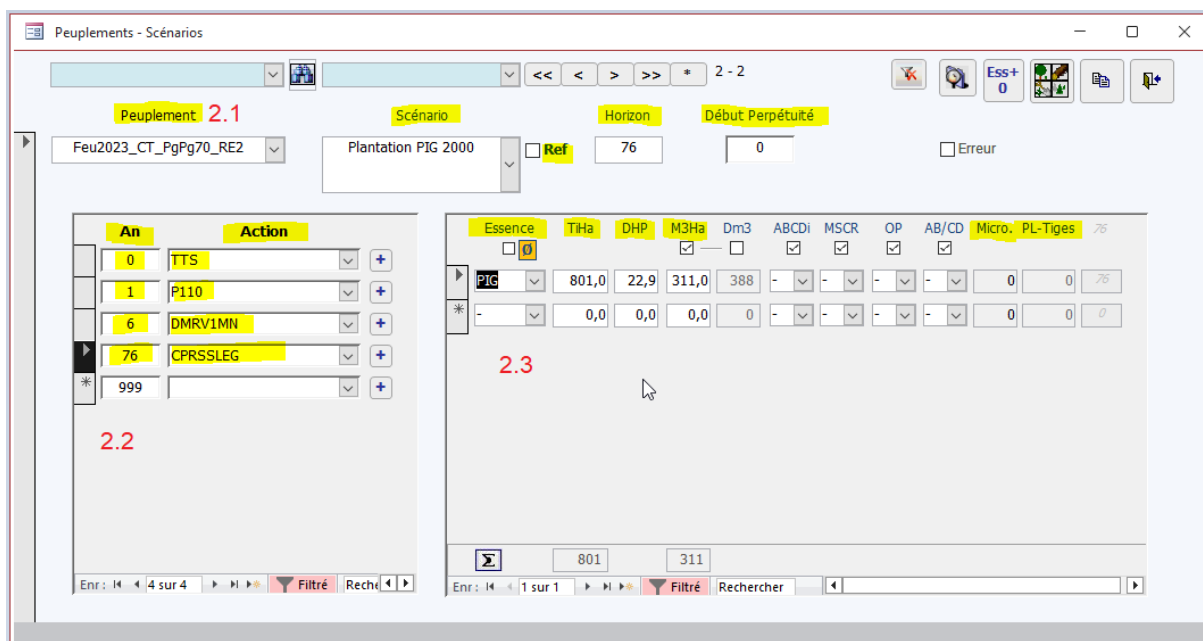 Peuplements - Scénarios
<< < > >> * 2 - 2 Ess+ 0
Peuplement 2.1 Scénario Horizon Début Perpétuité
Feu2023_CT_PgPg70_RE2 Plantation PIG 2000 Ref 76 0 Erreur
An Action
0 TTS +
1 P110 +
6 DMRV1MN +
76 CPRSSLEG +
* 999 +
2.2
Enr : 4 sur 4 Filtré Reche
Essence TiHa DHP M3Ha Dm3 ABCDi MSCR OP AB/CD Micro. PL-Tiges 76
Ø
PIG 801,0 22,9 311,0 388 - - - - 0 0 76
* - 0,0 0,0 0,0 0 - - - - 0 0 0
2.3
Σ 801 311
Enr : 1 sur 1 Filtré Rechercher